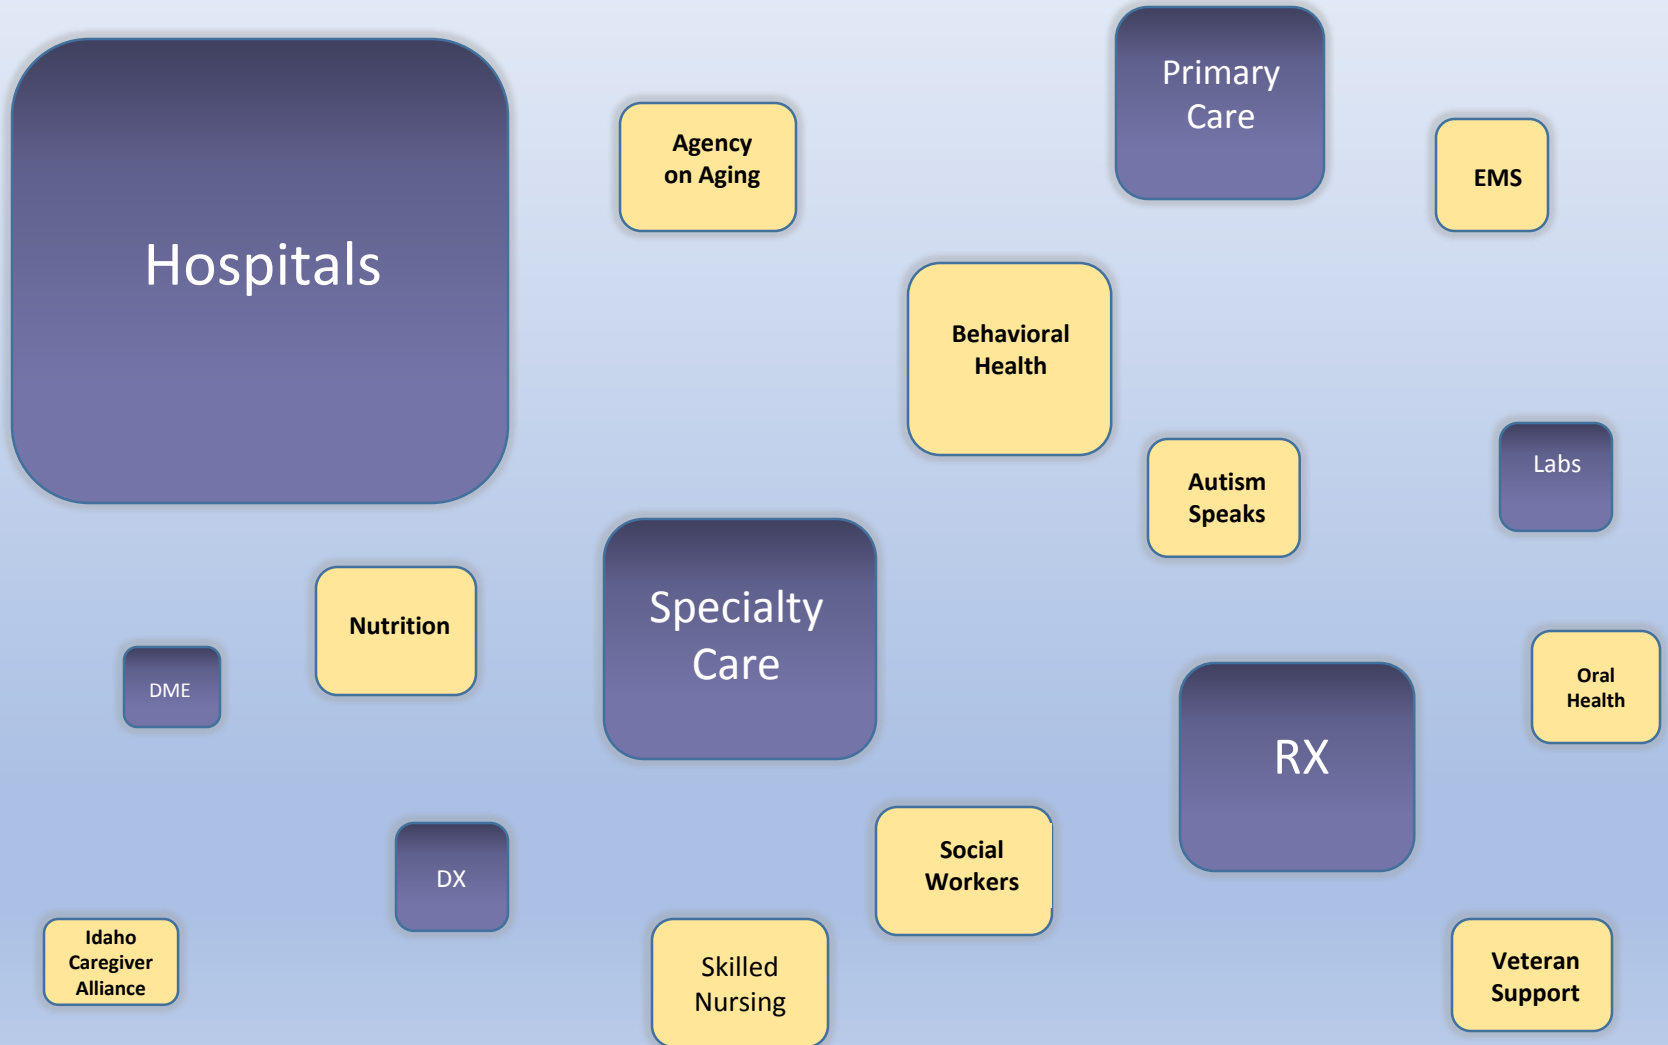 Primary
Care
Agency
on Aging
EMS
Hospitals
Behavioral
Health
Autism
Speaks
Labs
Nutrition
Specialty
Care
DME
Oral
Health
RX
Social
Workers
DX
Idaho
Caregiver
Alliance
Skilled
Nursing
Veteran
Support